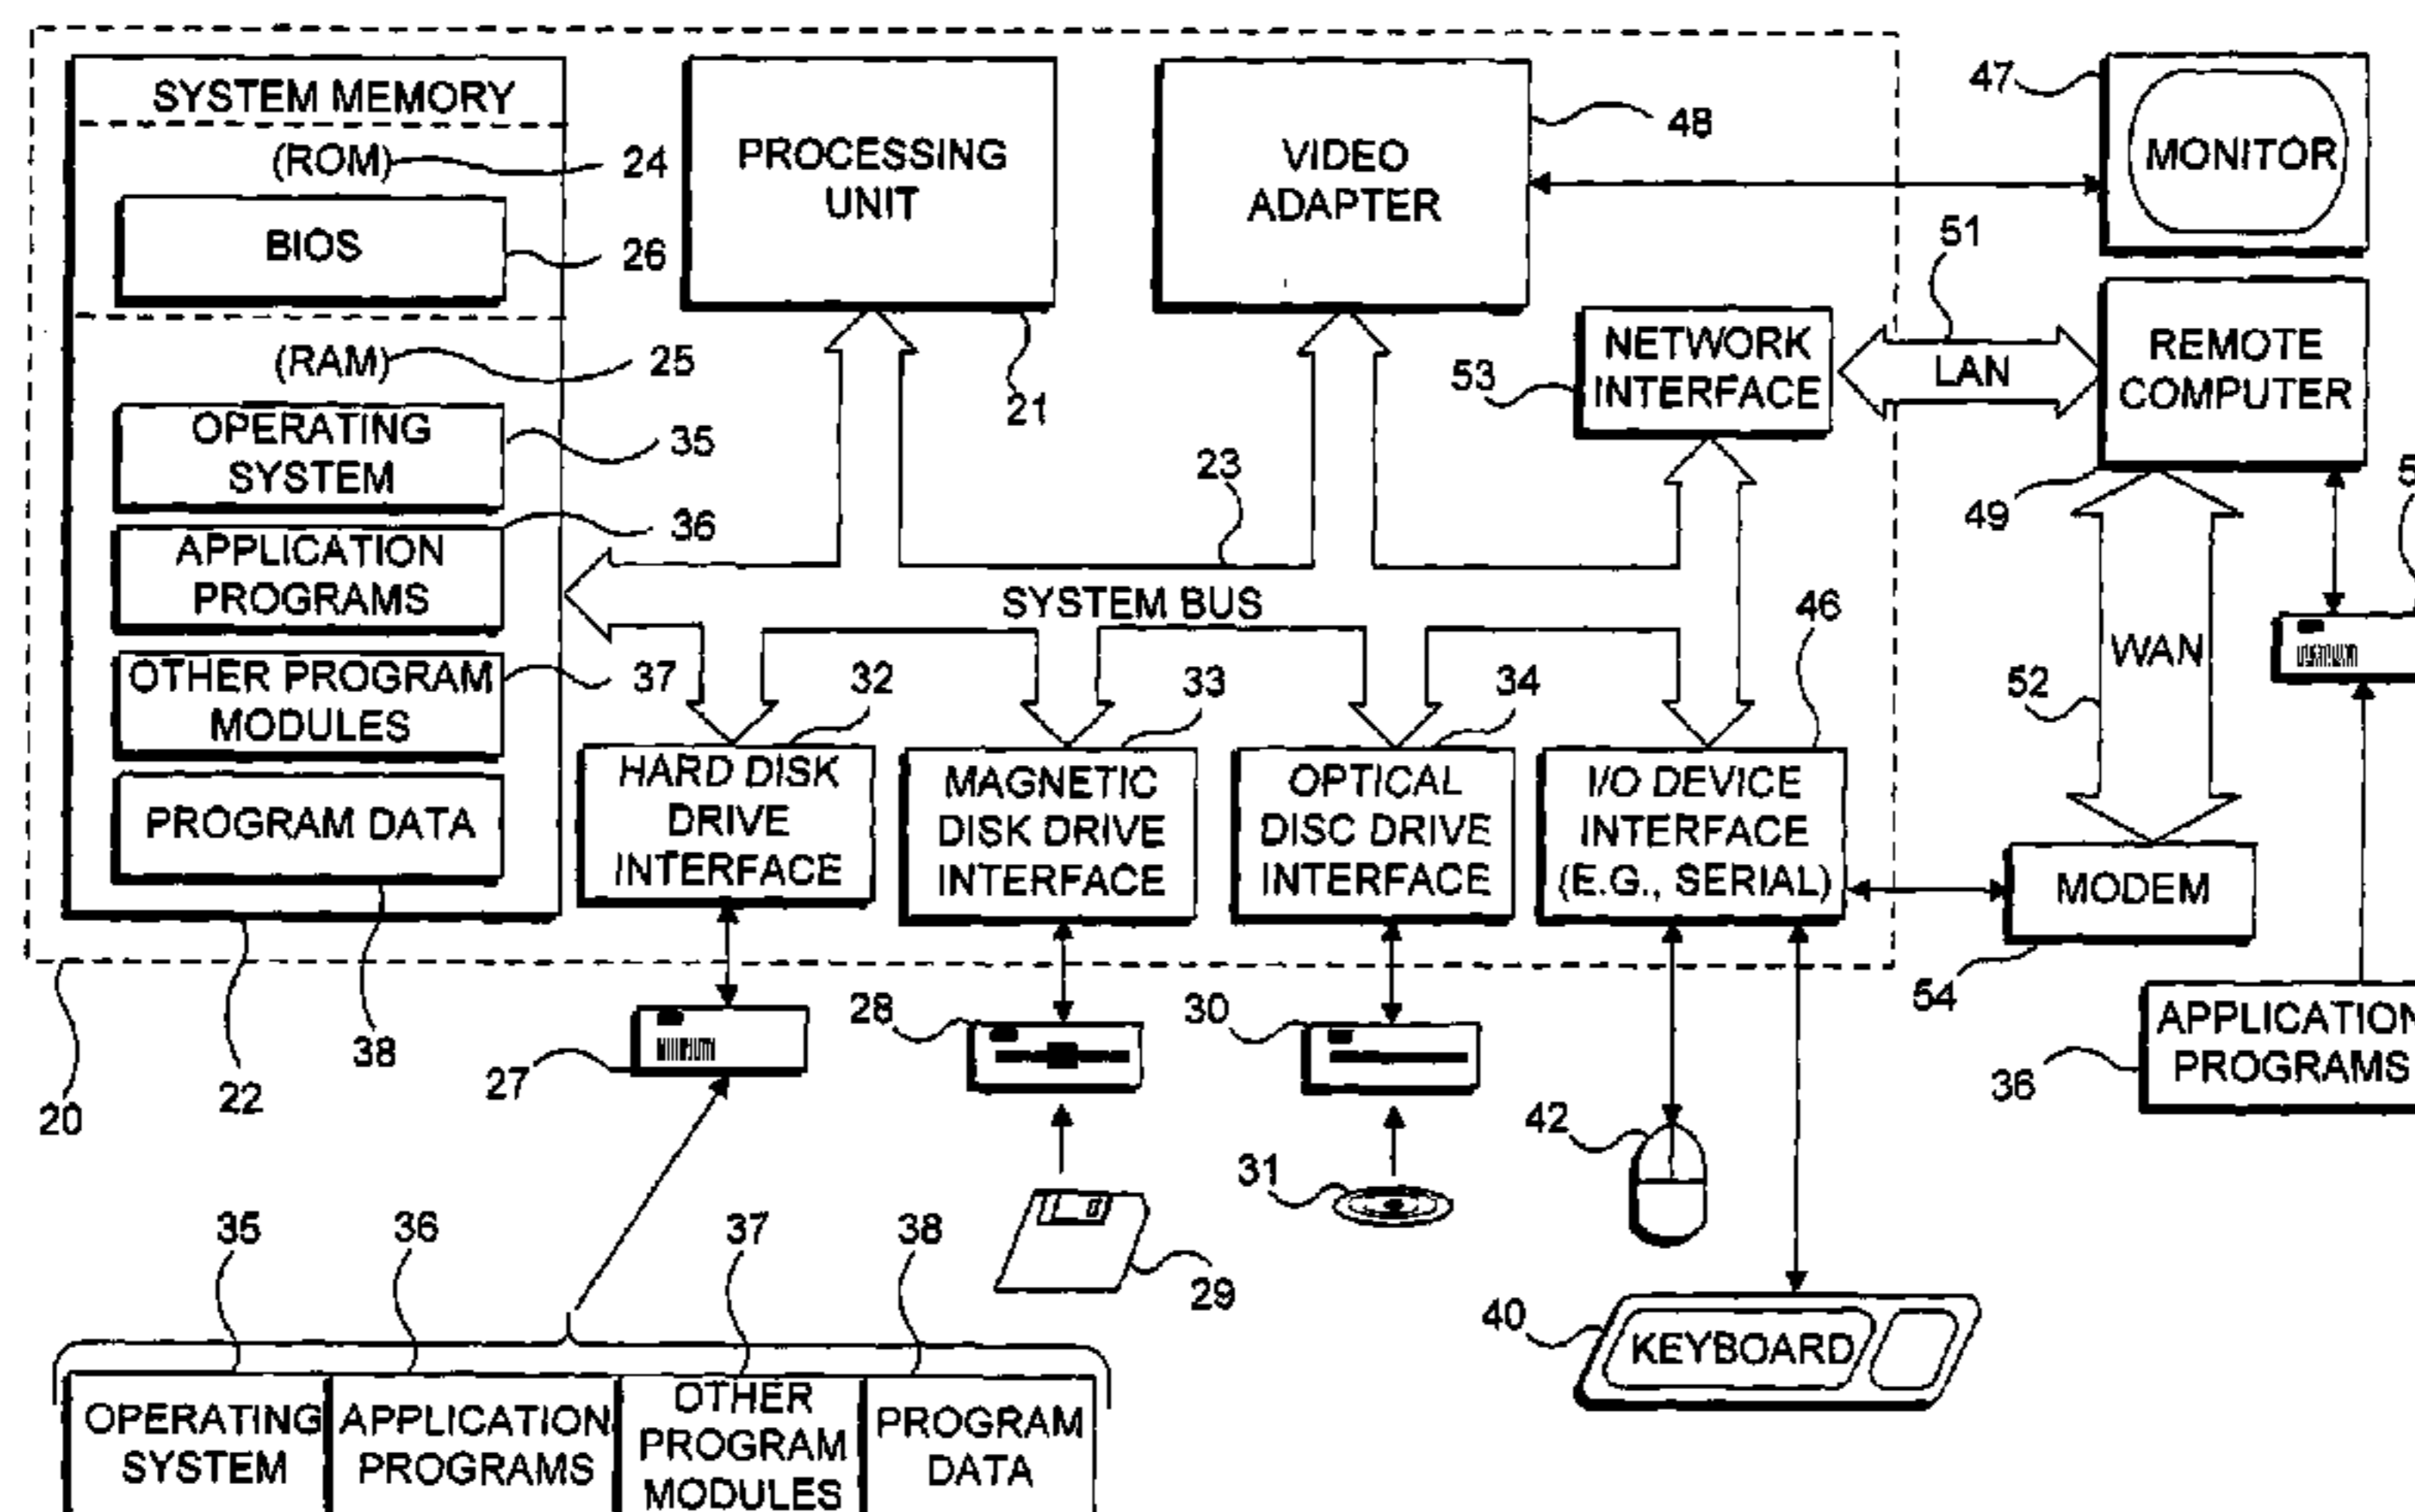 SYSTEM MEMORY
(ROM)
24
BIOS
26
(RAM)
25
OPERATING
SYSTEM
35
APPLICATION
PROGRAMS
36
OTHER PROGRAM
MODULES
37
PROGRAM DATA
38
22
20
PROCESSING
UNIT
21
VIDEO
ADAPTER
48
47
MONITOR
NETWORK
INTERFACE
53
51
LAN
REMOTE
COMPUTER
49
23
SYSTEM BUS
46
WAN
52
32
HARD DISK
DRIVE
INTERFACE
33
MAGNETIC
DISK DRIVE
INTERFACE
34
OPTICAL
DISC DRIVE
INTERFACE
I/O DEVICE
INTERFACE
(E.G., SERIAL)
MODEM
54
27
28
30
APPLICATION
PROGRAMS
36
29
31
42
40
KEYBOARD
35
36
37
38
OPERATING
SYSTEM
APPLICATION
PROGRAMS
OTHER
PROGRAM
MODULES
PROGRAM
DATA